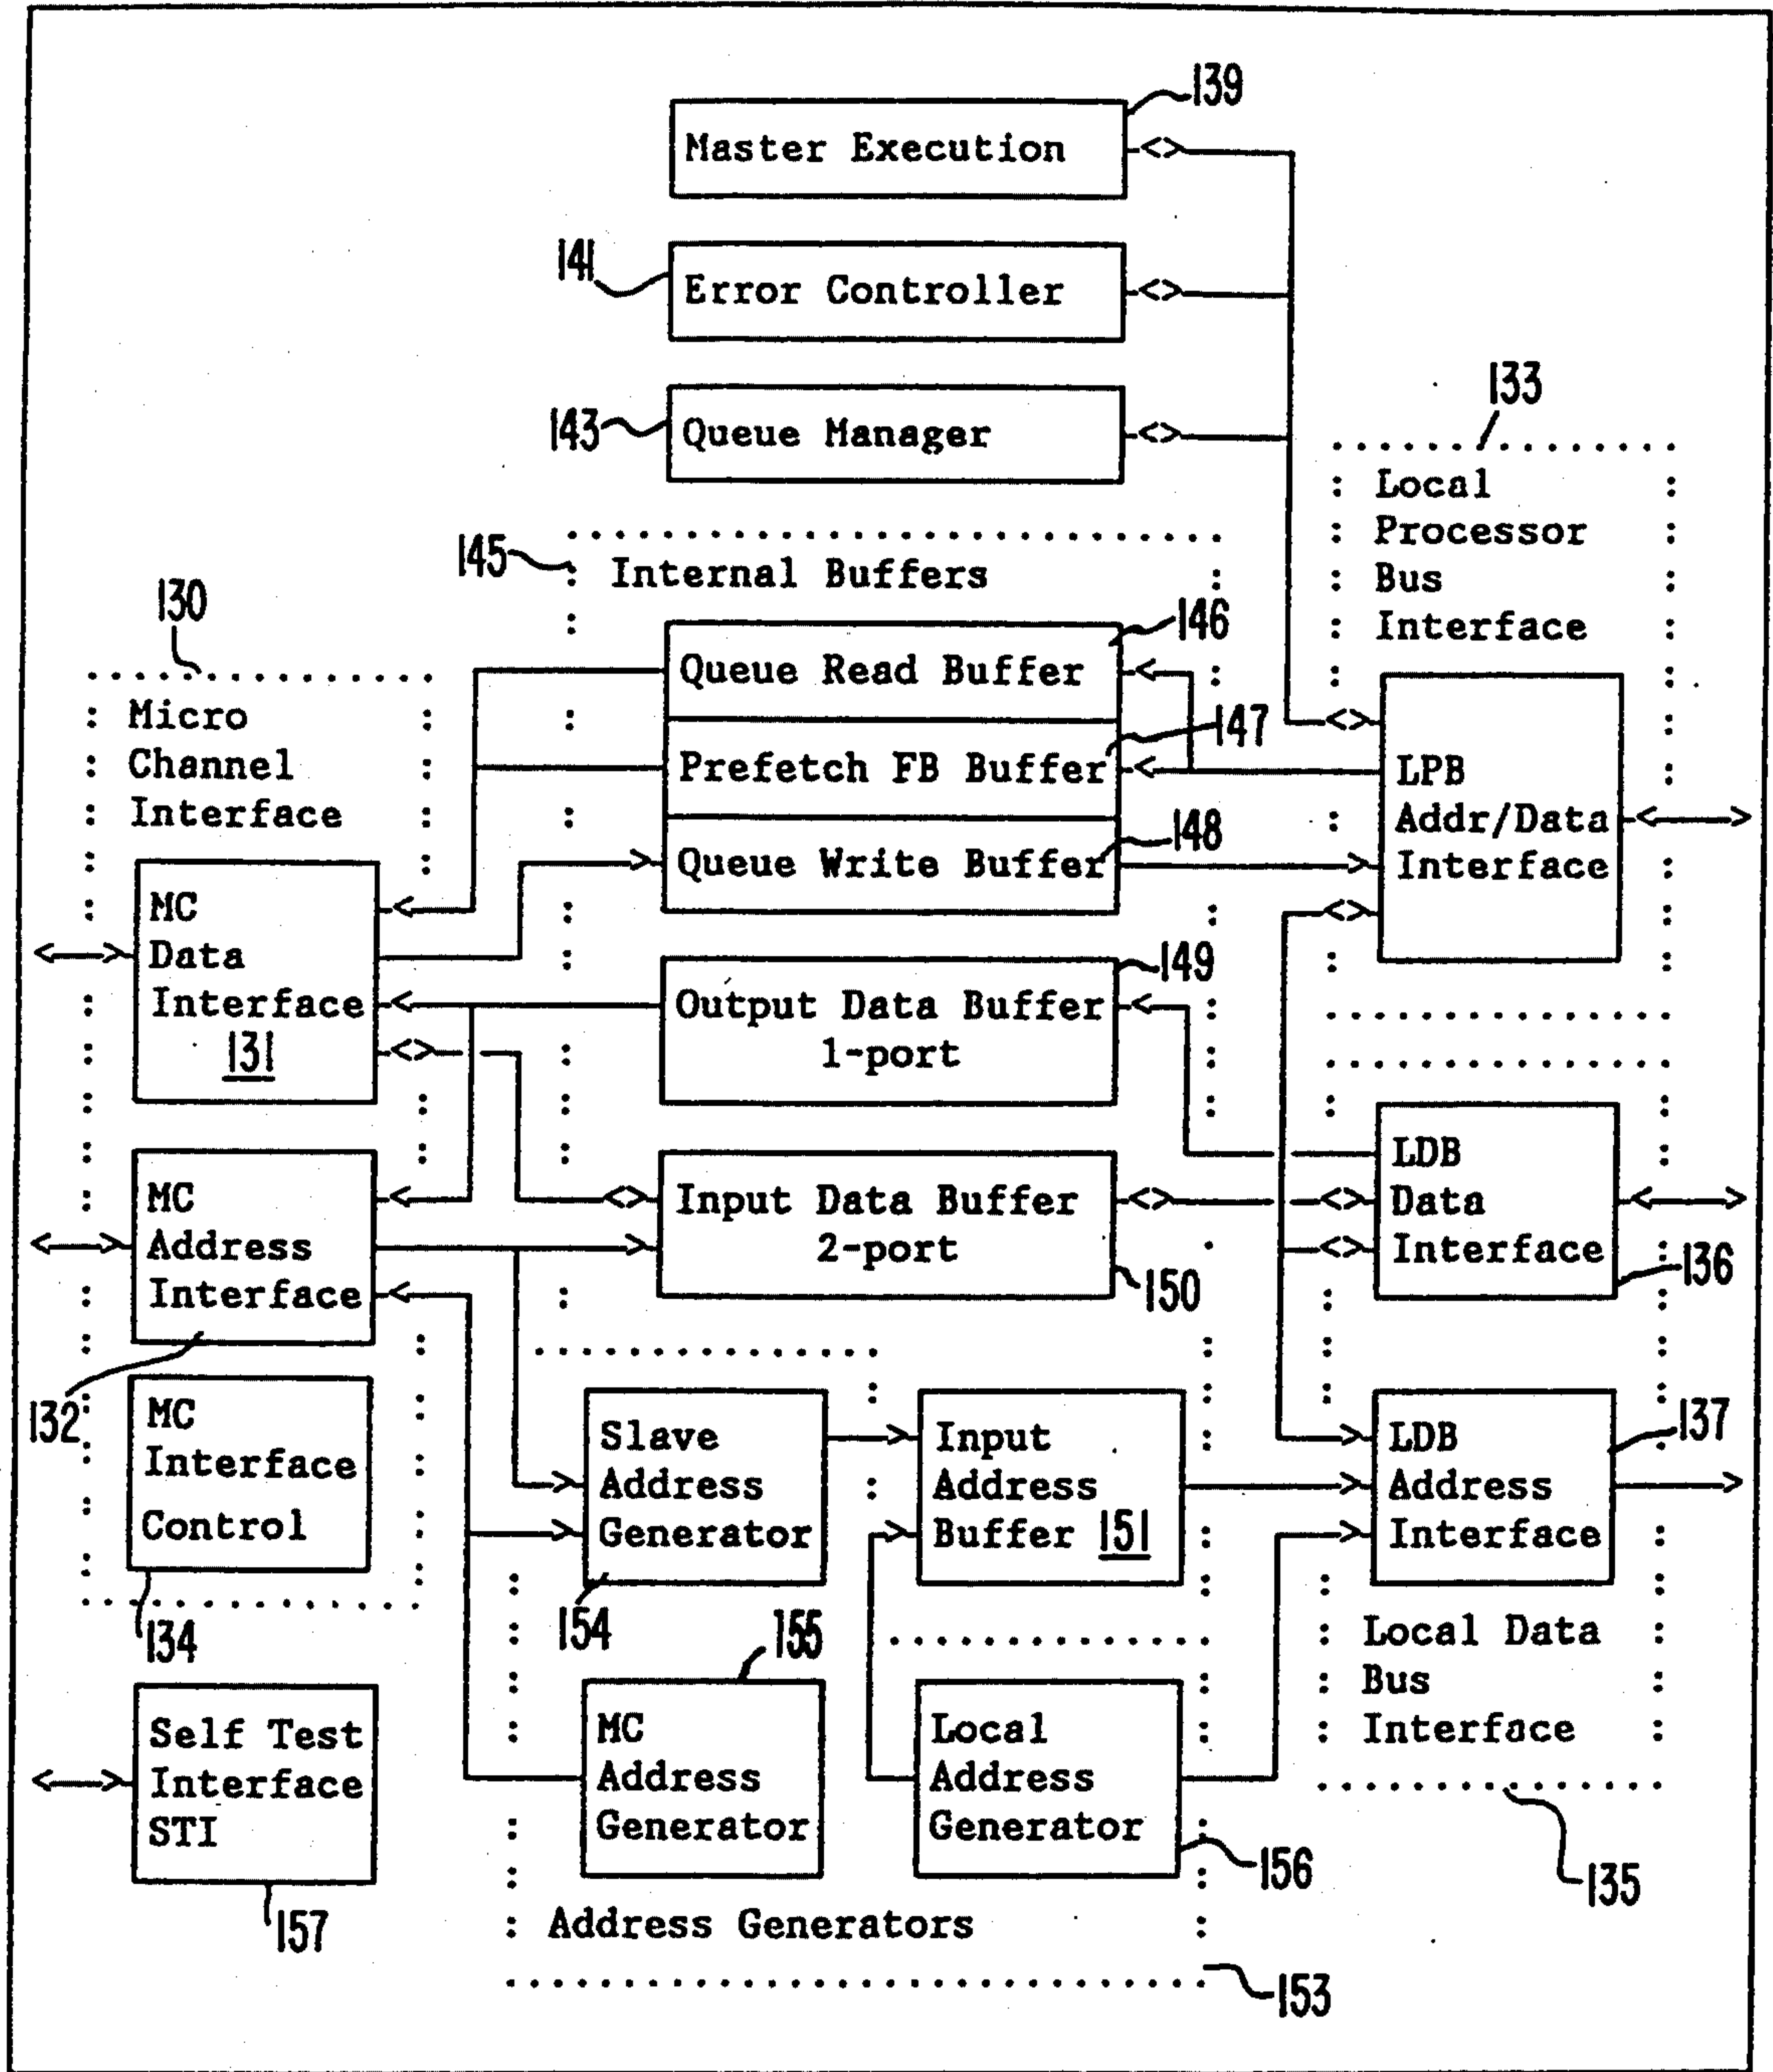 139
Master Execution
141
Error Controller
143
Queue Manager
133
Local
Processor
Bus
Interface
145
Internal Buffers
130
Micro
Channel
Interface
146
Queue Read Buffer
147
Prefetch FB Buffer
148
Queue Write Buffer
LPB
Addr/Data
Interface
MC
Data
Interface
131
149
Output Data Buffer
1-port
MC
Address
Interface
132
Input Data Buffer
2-port
150
LDB
Data
Interface
136
MC
Interface
Control
134
Slave
Address
Generator
154
Input
Address
Buffer 151
LDB
Address
Interface
137
Local Data
Bus
Interface
135
155
MC
Address
Generator
Local
Address
Generator
156
Self Test
Interface
STI
157
Address Generators
153